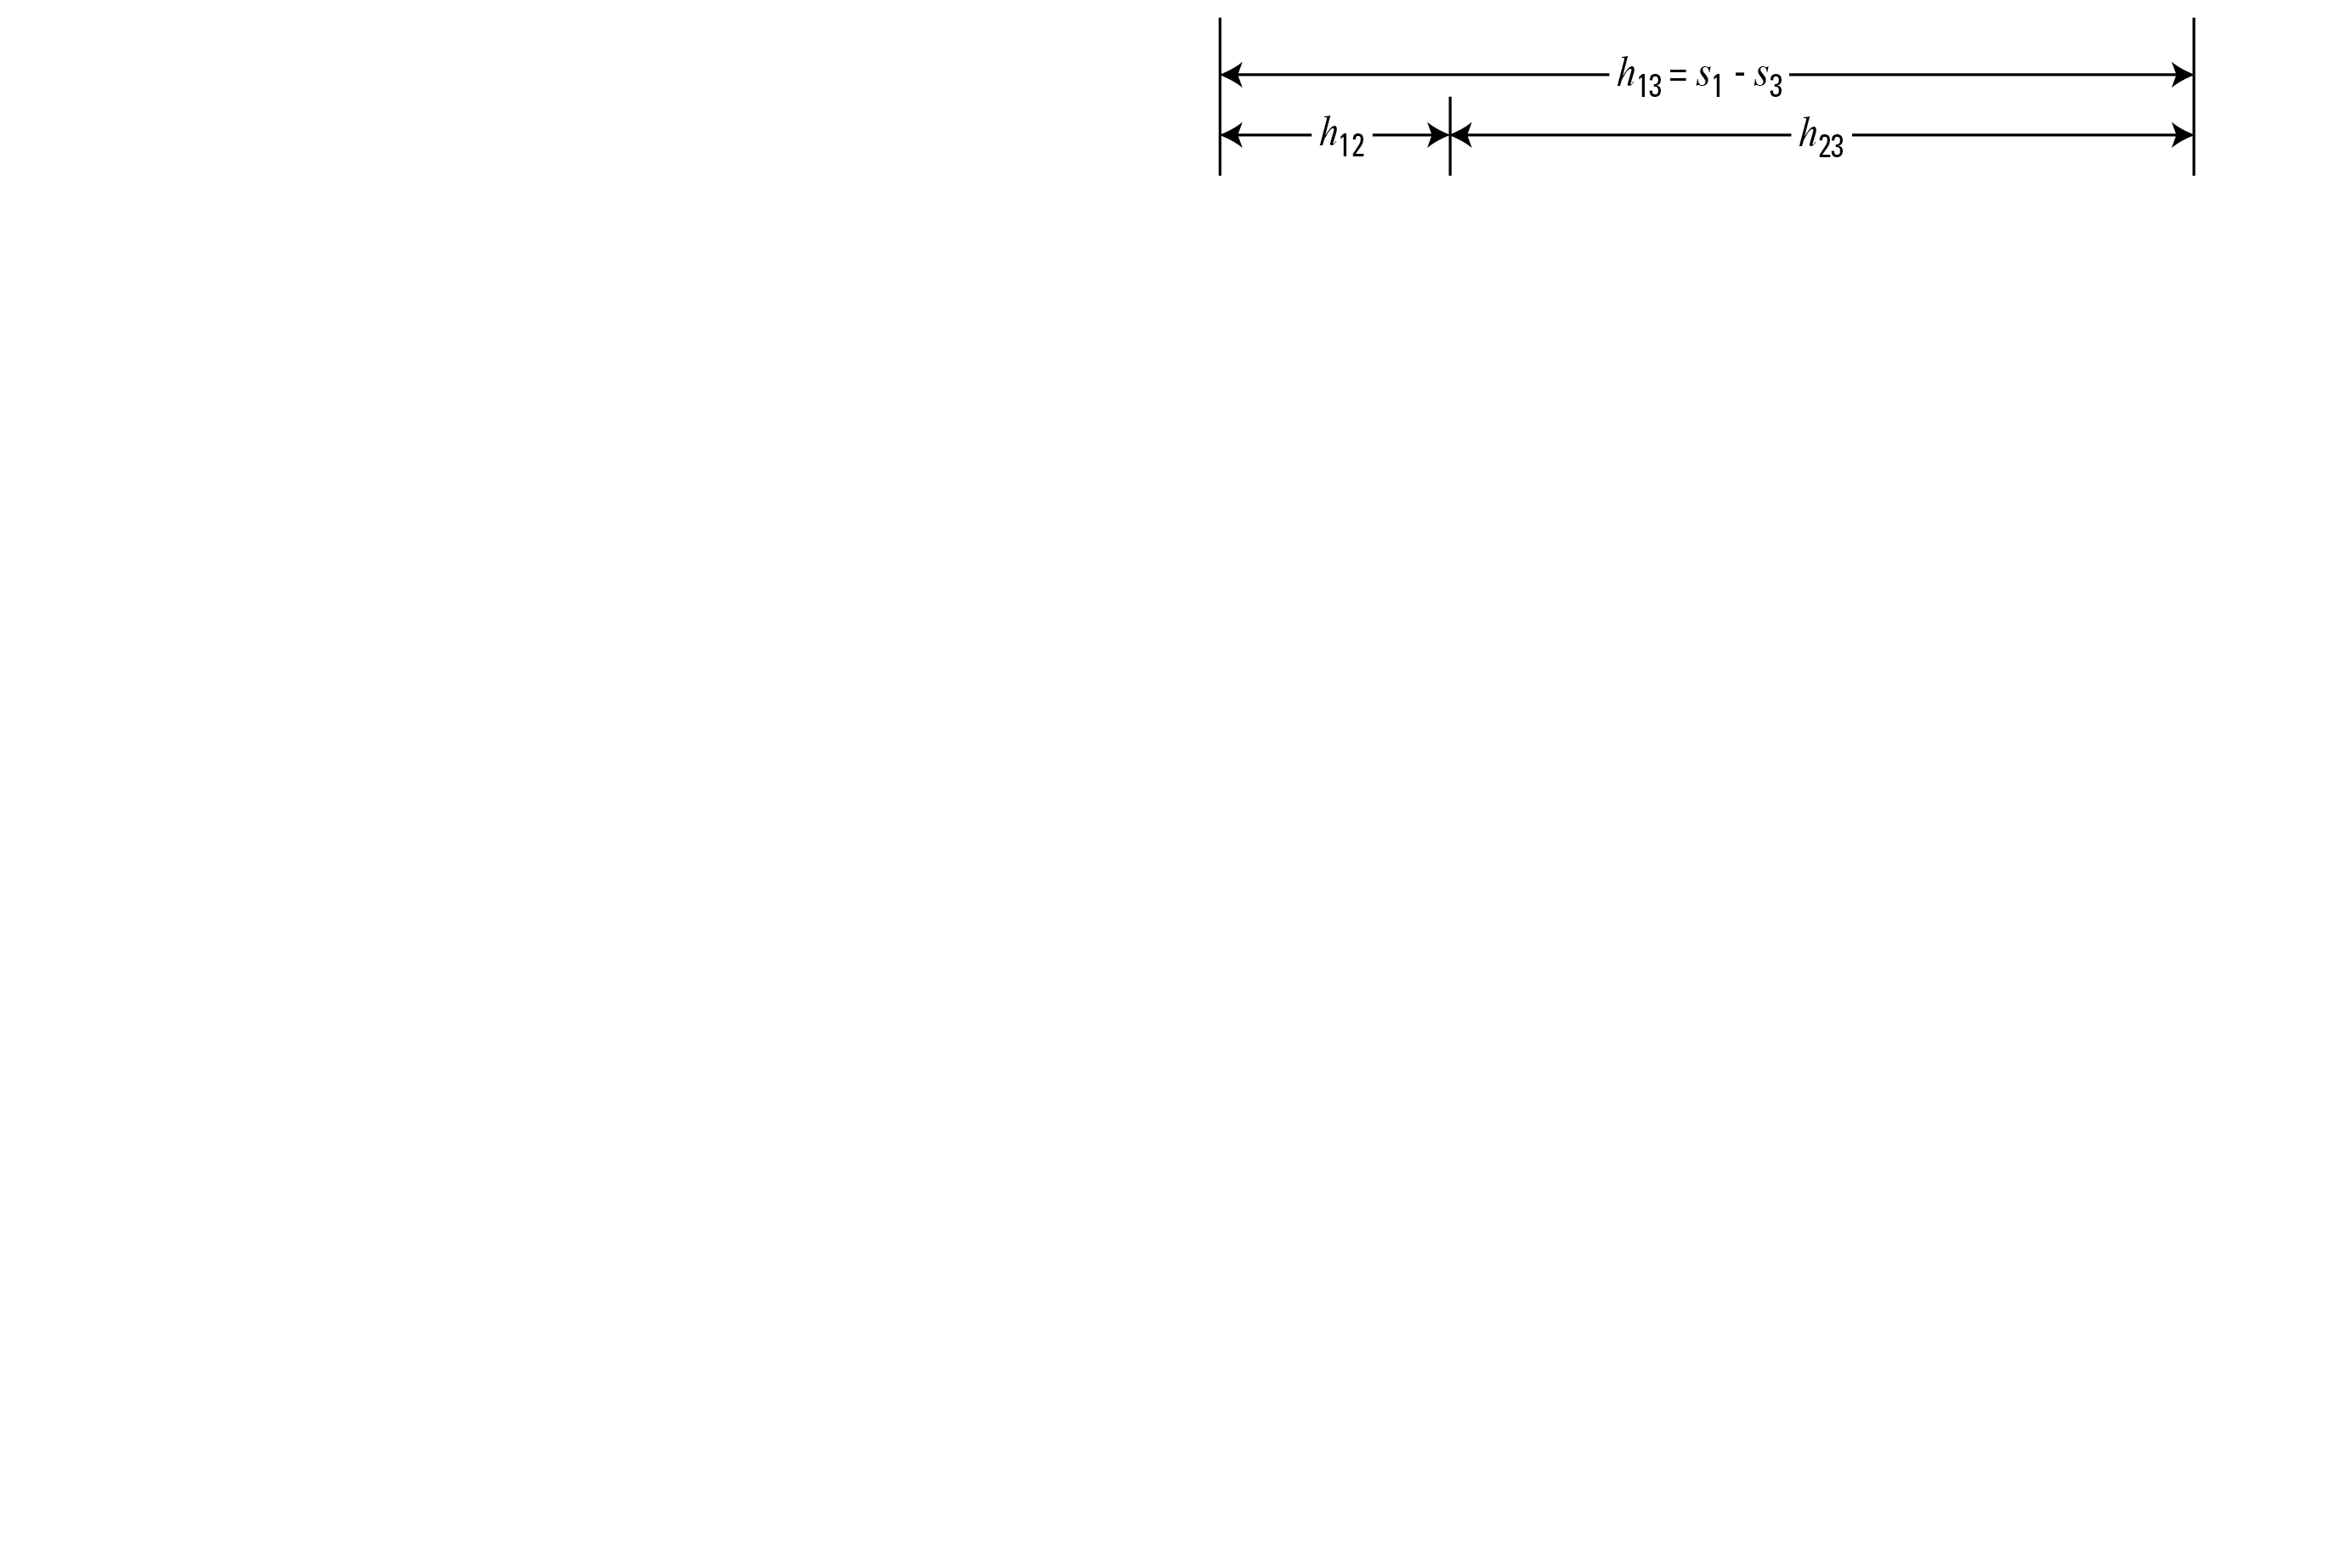 h13 = s1 - s3
h12 h23